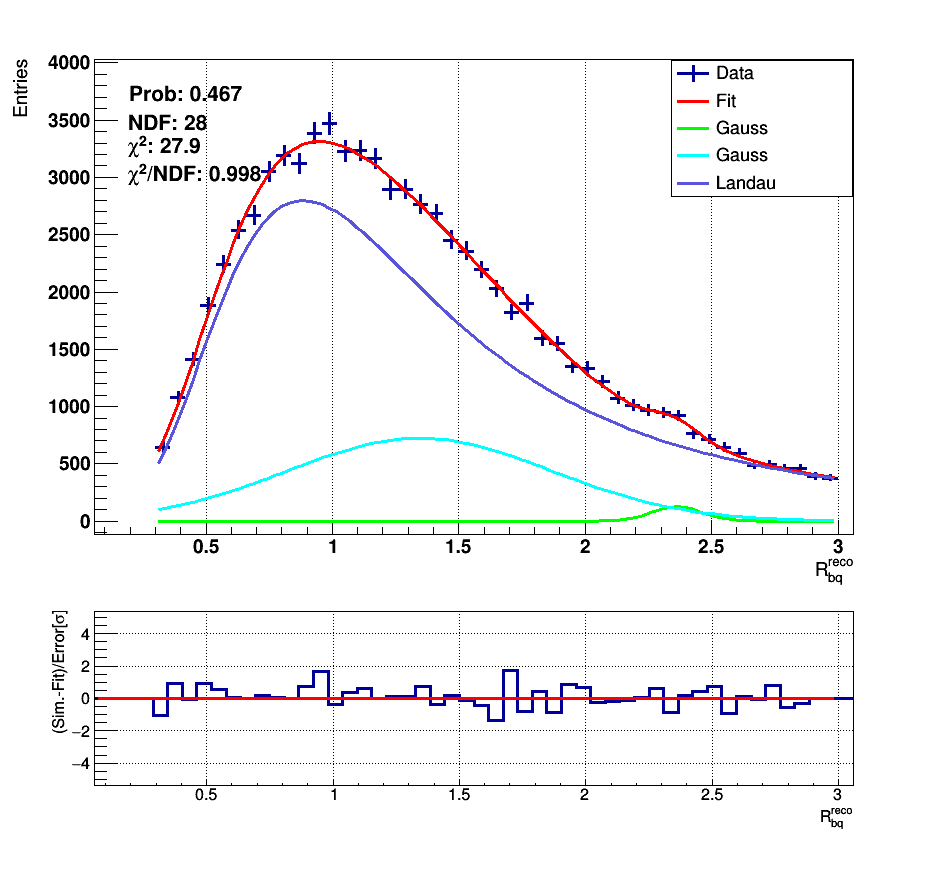 Entries
4000
3500
3000
2500
2000
1500
1000
500
0
Prob: 0.467
NDF: 28
χ²: 27.9
χ²/NDF: 0.998
Data
Fit
Gauss
Gauss
Landau
0.5 1 1.5 2 2.5 3
R_bq^reco
(Sim.-Fit)/Error[σ]
4
2
0
−2
−4
0.5 1 1.5 2 2.5 3
R_bq^reco